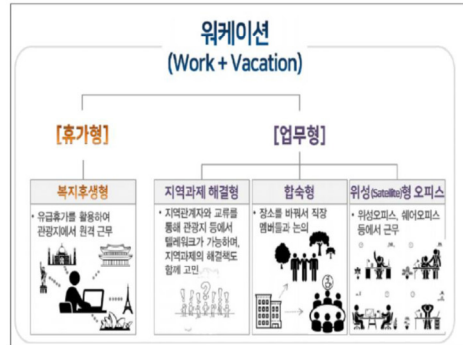 워케이션
(Work + Vacation)
[휴가형]
[업무형]
복지후생형
• 유급휴가를 활용하여
관광지에서 원격 근무
지역과제 해결형
• 지역관계자와 교류를
통해 관광지 등에서
텔레워크가 가능하며,
지역과제의 해결책도
함께 고민
합숙형
• 장소를 바꿔서 직장
멤버들과 논의
위성(Satellite)형 오피스
• 위성오피스, 쉐어오피스
등에서 근무